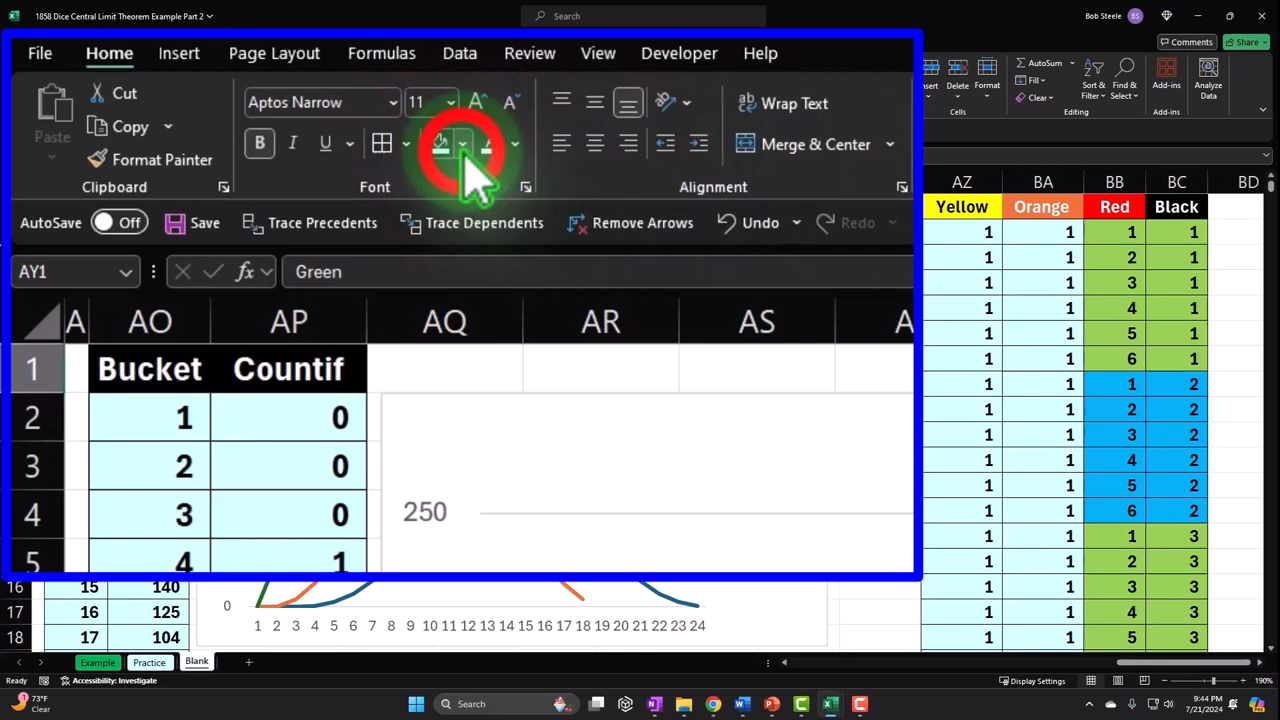 1858 Dice Central Limit Theorem Example Part 2
Search
Bob Steele BS
Comments Share
File Home Insert Page Layout Formulas Data Review View Developer Help
Paste Cut Copy Format Painter
Clipboard
Aptos Narrow 11
B I U A
Font
Wrap Text
Merge & Center
Alignment
Insert Delete Format
Cells
AutoSum Fill Clear
Sort & Filter Find & Select
Editing
Add-ins
Add-ins
Analyze Data
AutoSave Off Save Trace Precedents Trace Dependents Remove Arrows Undo Redo
AY1 fx Green
A AO AP AQ AR AS A
AZ BA BB BC BD
1 Bucket Countif
2 1 0
3 2 0
4 3 0
5 4 1
250
Yellow Orange Red Black
1 1 1 1
1 1 2 1
1 1 3 1
1 1 4 1
1 1 5 1
1 1 6 1
1 1 1 2
1 1 2 2
1 1 3 2
1 1 4 2
1 1 5 2
1 1 6 2
1 1 1 3
1 1 2 3
1 1 3 3
1 1 4 3
1 1 5 3
16 15 140
17 16 125
18 17 104
0
1 2 3 4 5 6 7 8 9 10 11 12 13 14 15 16 17 18 19 20 21 22 23 24
Example Practice Blank
Ready Accessibility: Investigate Display Settings 190%
73°F
Clear
Search
9:44 PM
7/21/2024